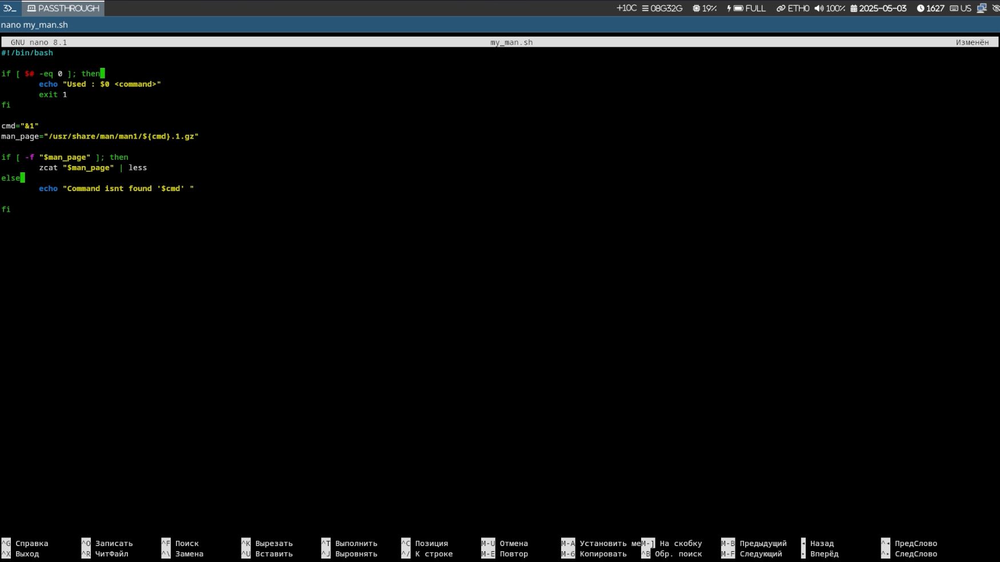 3>_ PASSTHROUGH +10C 08G32G 19% FULL ETH0 100% 2025-05-03 1627 US
nano my_man.sh
GNU nano 8.1 my_man.sh Изменён
#!/bin/bash
if [ $# -eq 0 ]; then
echo "Used : $0 <command>"
exit 1
fi
cmd="&1"
man_page="/usr/share/man/man1/${cmd}.1.gz"
if [ -f "$man_page" ]; then
zcat "$man_page" | less
else
echo "Command isnt found '$cmd' "
fi
^G Справка ^O Записать ^F Поиск ^K Вырезать ^T Выполнить ^C Позиция M-U Отмена M-A Установить ме M-] На скобку M-B Предыдущий ◂ Назад ^◂ ПредСлово
^X Выход ^R ЧитФайл ^\ Замена ^U Вставить ^J Выровнять ^/ К строке M-E Повтор M-6 Копировать ^B Обр. поиск M-F Следующий ▸ Вперёд ^▸ СледСлово